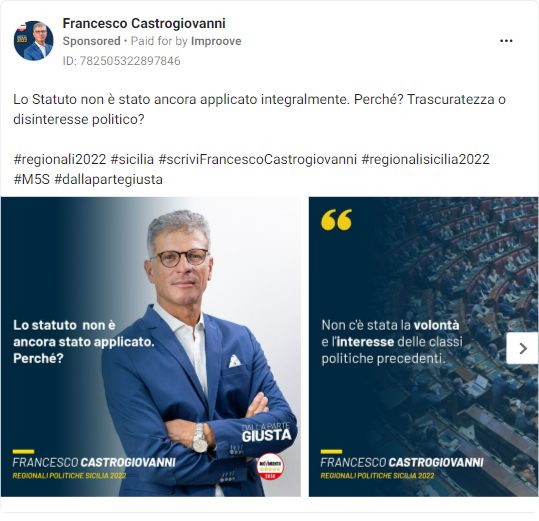 Francesco Castrogiovanni
Sponsored • Paid for by Improove
ID: 782505322897846
Lo Statuto non è stato ancora applicato integralmente. Perché? Trascuratezza o
disinteresse politico?
#regionali2022 #sicilia #scriviFrancescoCastrogiovanni #regionalisicilia2022
#M5S #dallapartegiusta
Lo statuto non è
ancora stato applicato.
Perché?
DALLA PARTE
GIUSTA
FRANCESCO CASTROGIOVANNI
REGIONALI POLITICHE SICILIA 2022
MOVIMENTO
2050
“
Non c'è stata la volontà
e l'interesse delle classi
politiche precedenti.
FRANCESCO CASTROGIOVANNI
REGIONALI POLITICHE SICILIA 2022